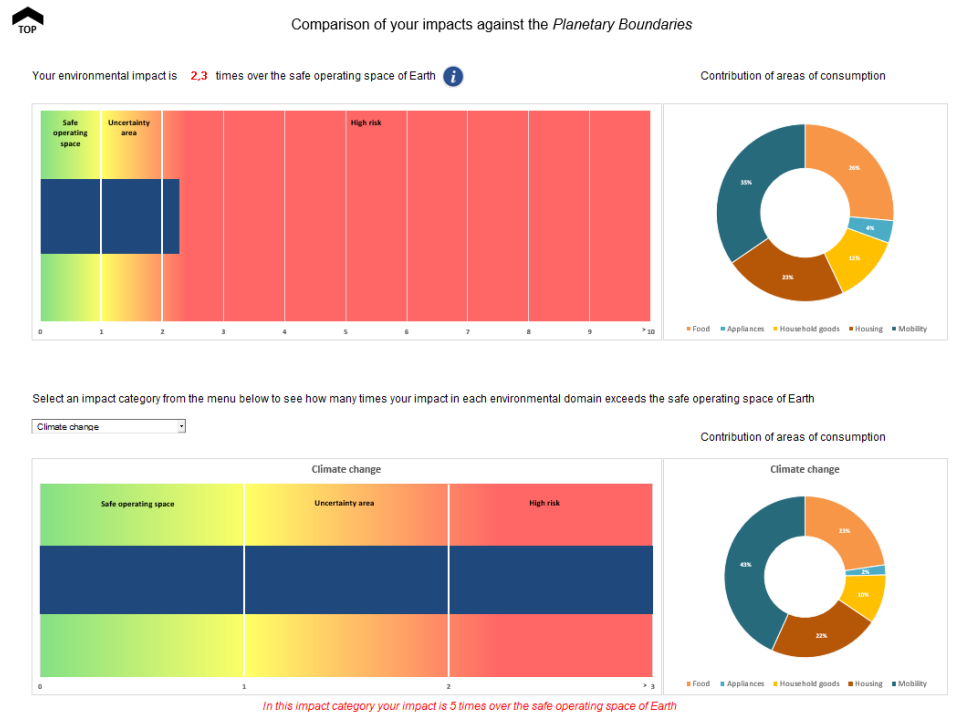 TOP
Comparison of your impacts against the Planetary Boundaries
Your environmental impact is 2,3 times over the safe operating space of Earth i
Contribution of areas of consumption
Safe operating space
Uncertainty area
High risk
0 1 2 3 4 5 6 7 8 9 > 10
26%
4%
12%
23%
35%
Food Appliances Household goods Housing Mobility
Select an impact category from the menu below to see how many times your impact in each environmental domain exceeds the safe operating space of Earth
Climate change
Contribution of areas of consumption
Climate change
Safe operating space Uncertainty area High risk
0 1 2 > 3
In this impact category your impact is 5 times over the safe operating space of Earth
Climate change
23%
2%
10%
22%
43%
Food Appliances Household goods Housing Mobility